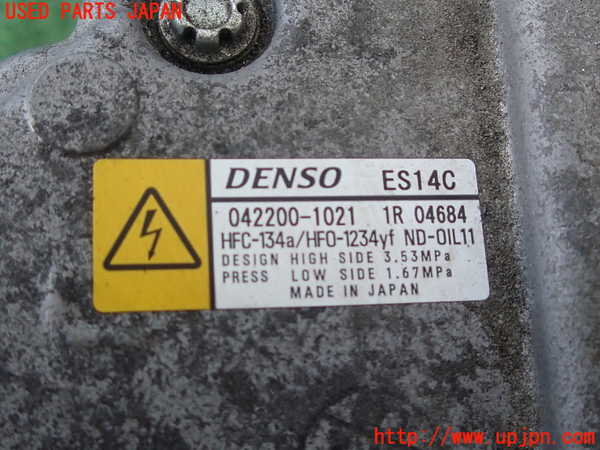 USED PARTS JAPAN
DENSO ES14C
042200-1021 1R 04684
HFC-134a/HFO-1234yf ND-OIL11
DESIGN HIGH SIDE 3.53MPa
PRESS LOW SIDE 1.67MPa
MADE IN JAPAN
http://www.upjpn.com/